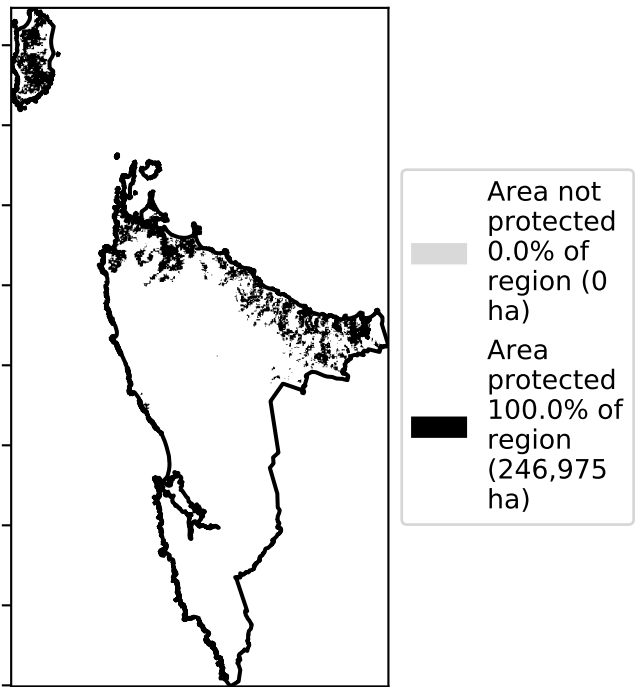 Area not
protected
0.0% of
region (0
ha)
Area
protected
100.0% of
region
(246,975
ha)